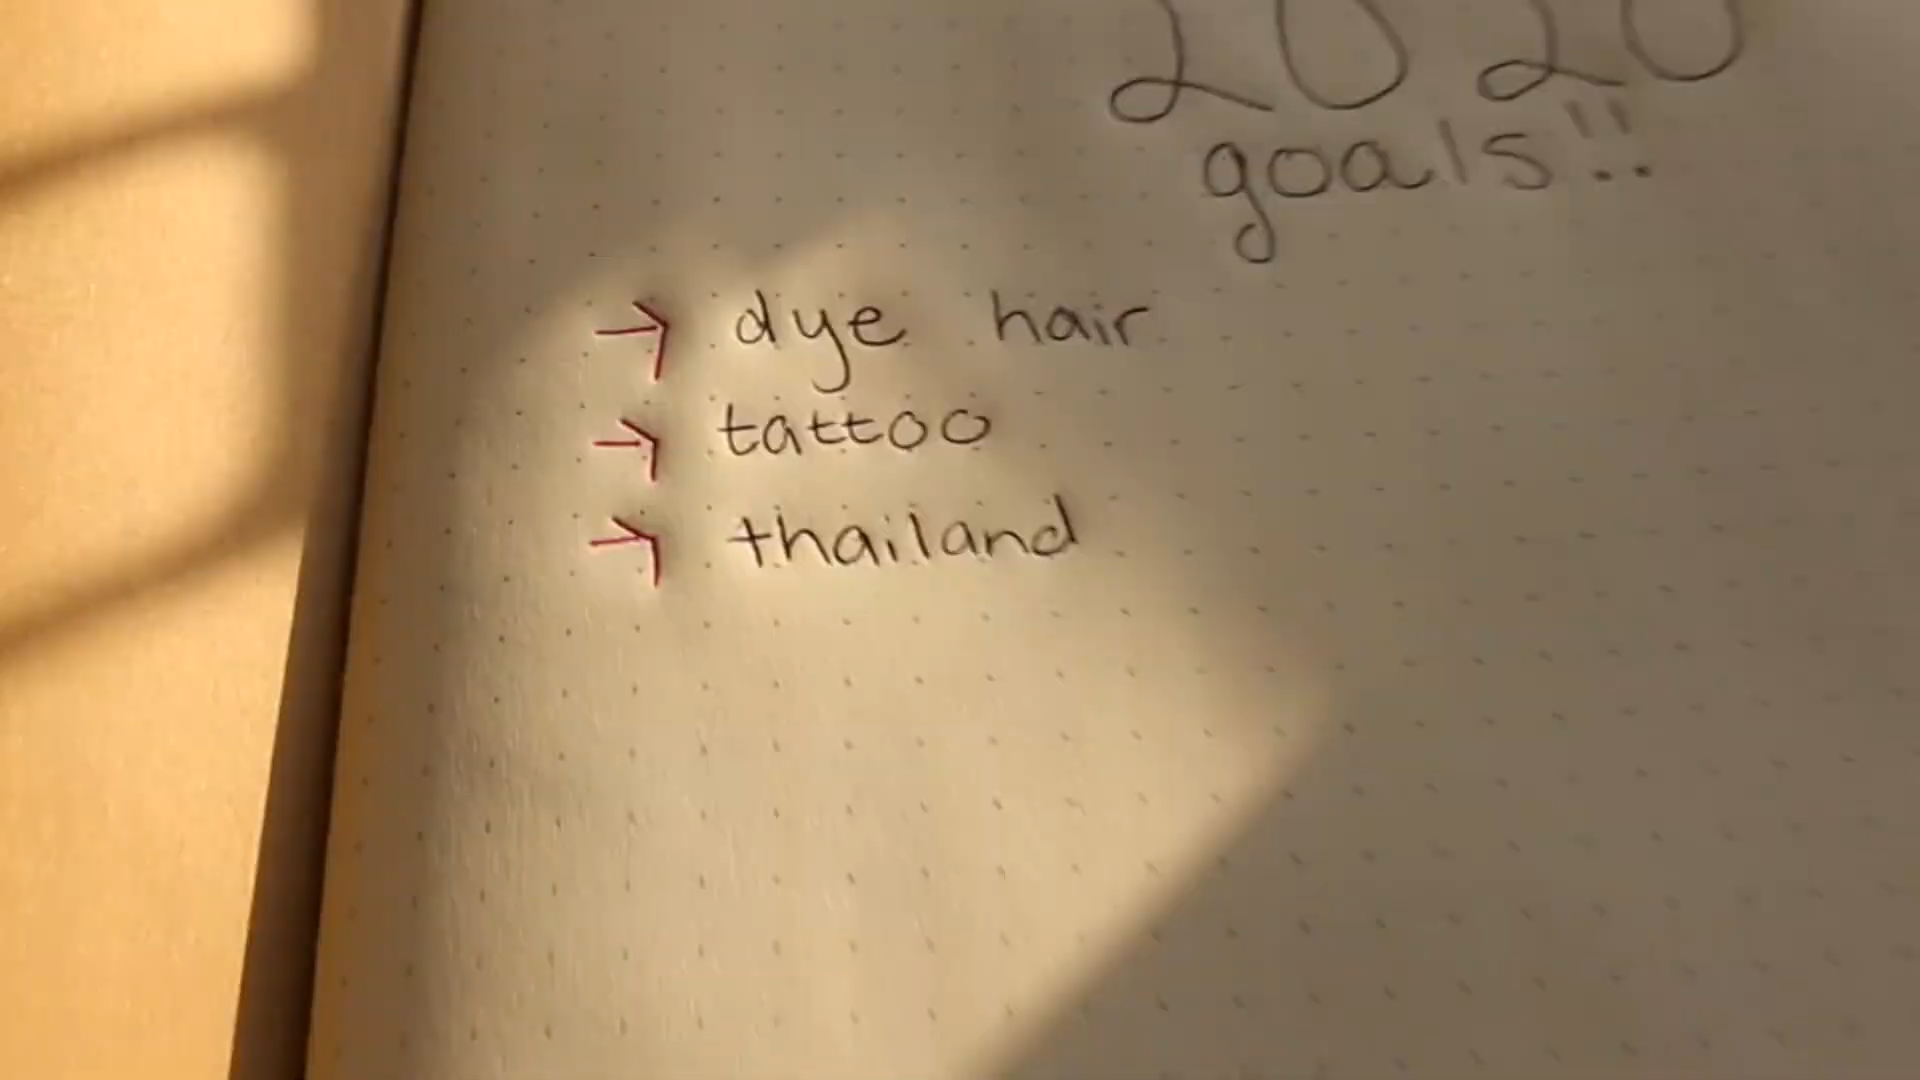 2020
goals!!
→ dye hair
→ tattoo
→ thailand